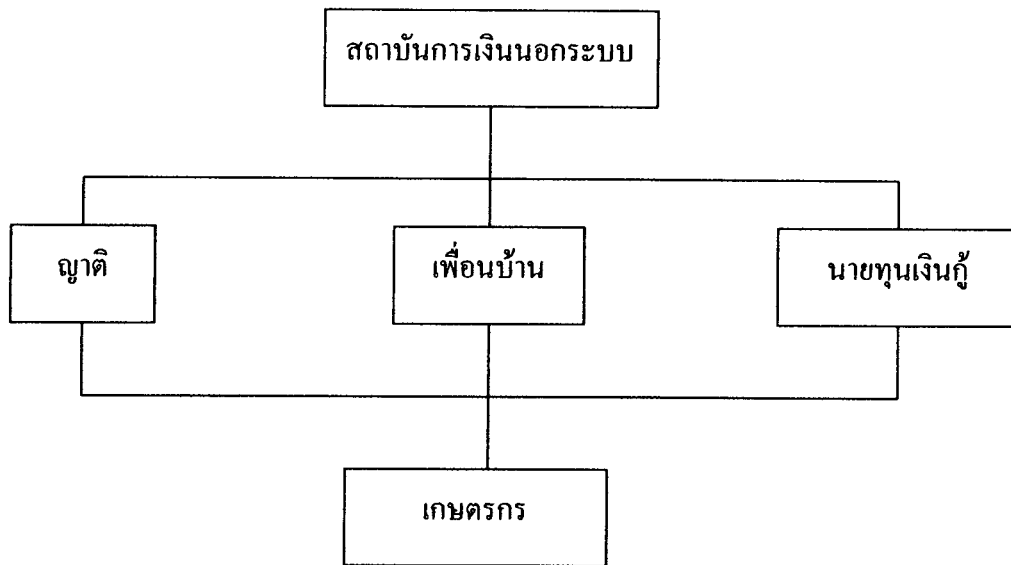 สถาบันการเงินนอกระบบ
ญาติ
เพื่อนบ้าน
นายทุนเงินกู้
เกษตรกร